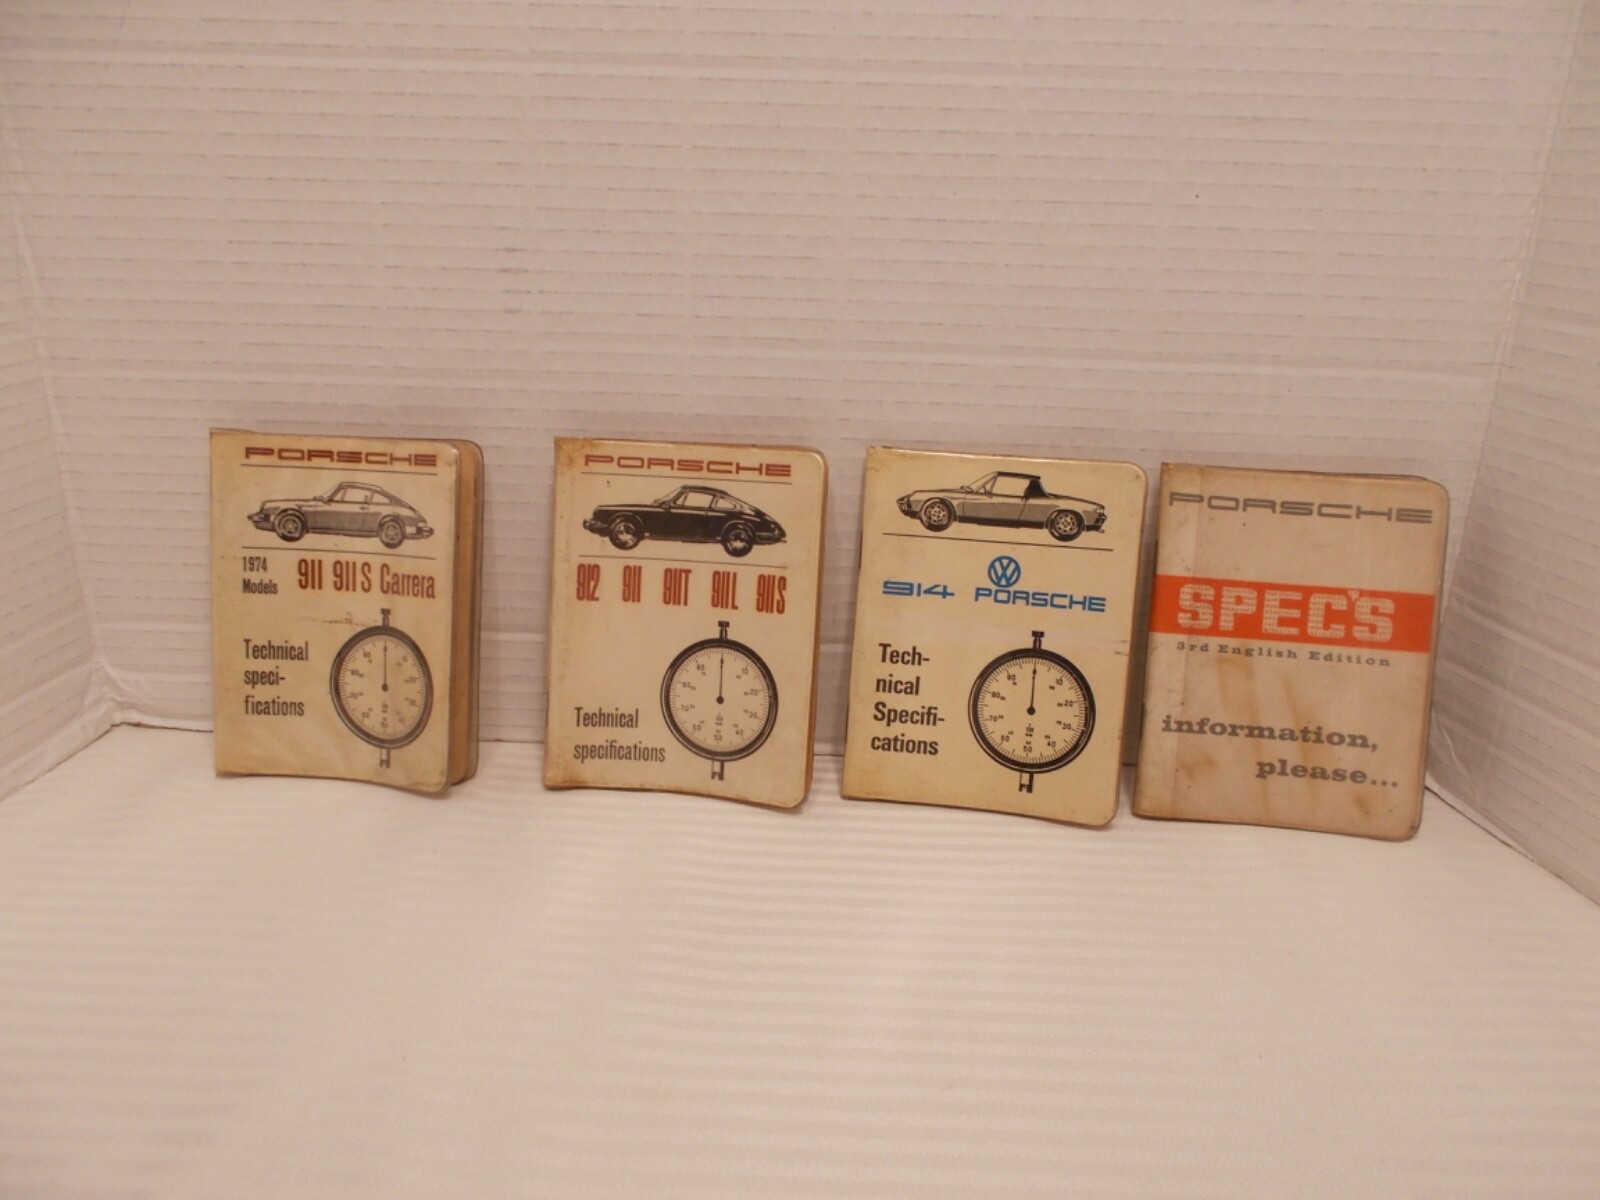 PORSCHE
1974
Models
911 911 S Carrera
Technical
speci-
fications
PORSCHE
912 911 911T 911L 911S
Technical
specifications
914 PORSCHE
Tech-
nical
Specifi-
cations
PORSCHE
SPEC'S
3rd English Edition
information,
please...